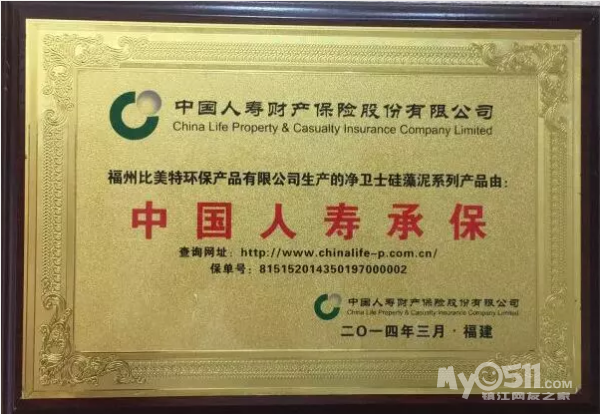 中国人寿财产保险股份有限公司
China Life Property & Casualty Insurance Company Limited
福州比美特环保产品有限公司生产的净卫士硅藻泥系列产品由:
中国人寿承保
查询网址: http://www.chinalife-p.com.cn/
保单号: 815152014350197000002
中国人寿财产保险股份有限公司
China Life Property & Casualty Insurance Company Limited
二〇一四年三月·福建
My0511.com
镇江网友之家